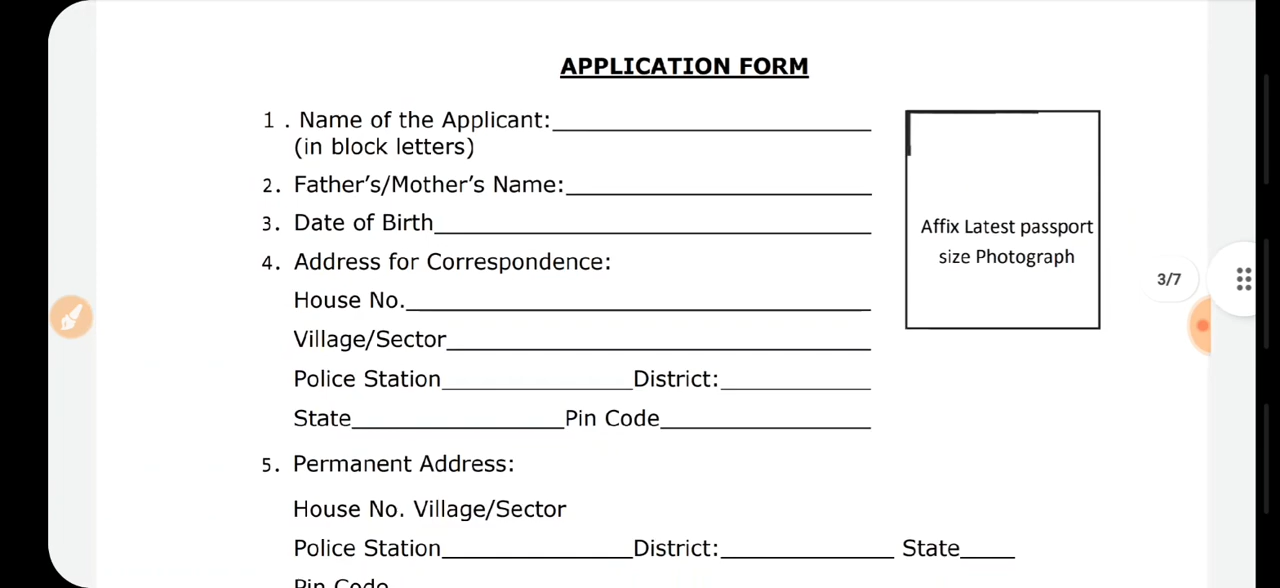 APPLICATION FORM
1 . Name of the Applicant:
(in block letters)
2. Father’s/Mother’s Name:
3. Date of Birth
4. Address for Correspondence:
House No.
Village/Sector
Police Station District:
State Pin Code
Affix Latest passport
size Photograph
3/7
5. Permanent Address:
House No. Village/Sector
Police Station District: State
Pin Code